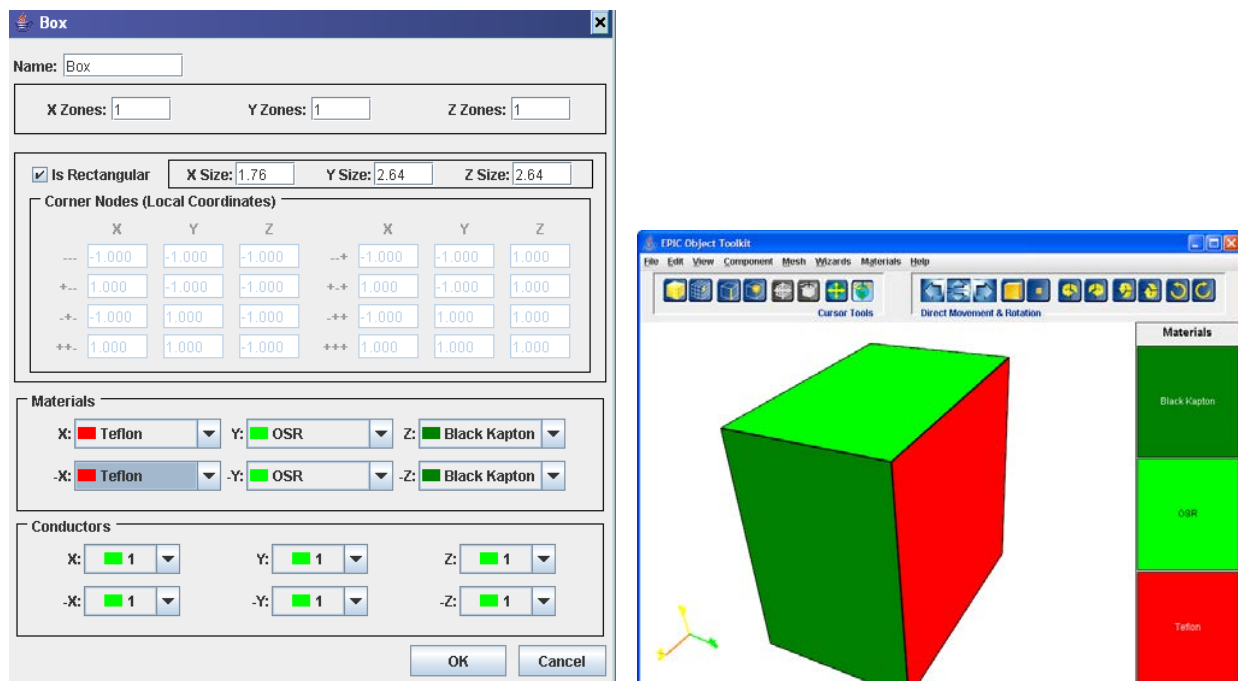 Box
Name: Box
X Zones: 1 Y Zones: 1 Z Zones: 1
Is Rectangular X Size: 1.76 Y Size: 2.64 Z Size: 2.64
Corner Nodes (Local Coordinates)
X Y Z X Y Z
--- -1.000 -1.000 -1.000 --+ -1.000 -1.000 1.000
+-- 1.000 -1.000 -1.000 +-+ 1.000 -1.000 1.000
-+- -1.000 1.000 -1.000 -++ -1.000 1.000 1.000
++- 1.000 1.000 -1.000 +++ 1.000 1.000 1.000
Materials
X: Teflon Y: OSR Z: Black Kapton
-X: Teflon -Y: OSR -Z: Black Kapton
Conductors
X: 1 Y: 1 Z: 1
-X: 1 -Y: 1 -Z: 1
OK Cancel
EPIC Object Toolkit
File Edit View Component Mesh Wizards Materials Help
Cursor Tools Direct Movement & Rotation
Materials
Black Kapton
OSR
Teflon